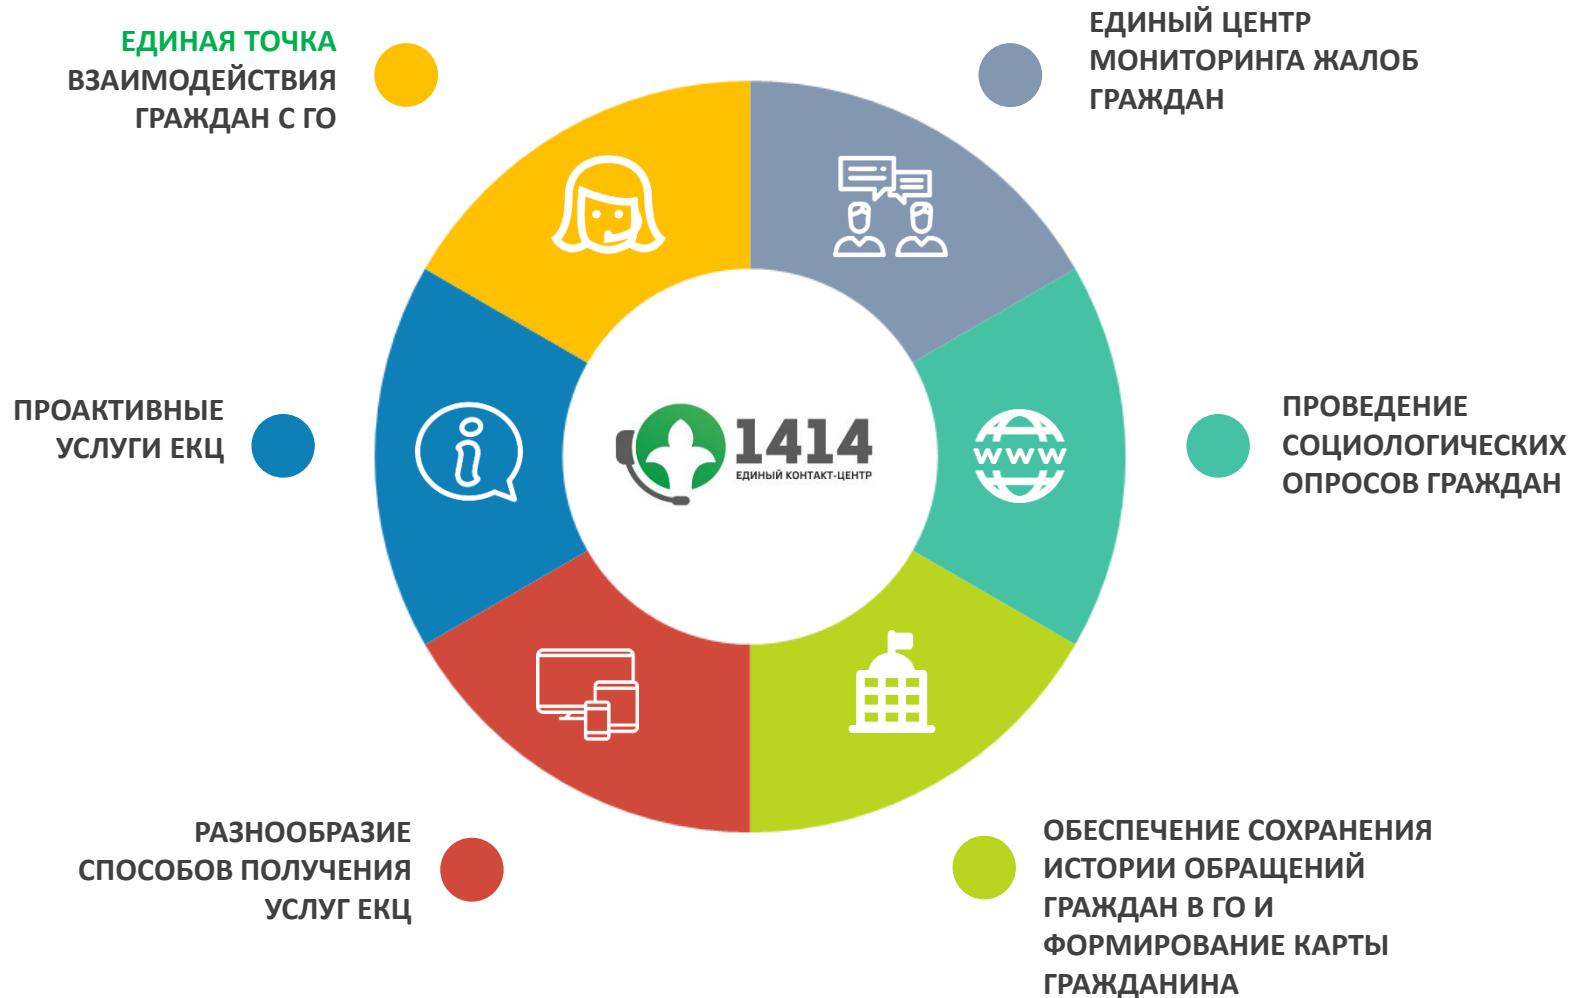 ЕДИНАЯ ТОЧКА
ВЗАИМОДЕЙСТВИЯ
ГРАЖДАН С ГО
ЕДИНЫЙ ЦЕНТР
МОНИТОРИНГА ЖАЛОБ
ГРАЖДАН
ПРОАКТИВНЫЕ
УСЛУГИ ЕКЦ
1414
ЕДИНЫЙ КОНТАКТ-ЦЕНТР
www
ПРОВЕДЕНИЕ
СОЦИОЛОГИЧЕСКИХ
ОПРОСОВ ГРАЖДАН
РАЗНООБРАЗИЕ
СПОСОБОВ ПОЛУЧЕНИЯ
УСЛУГ ЕКЦ
ОБЕСПЕЧЕНИЕ СОХРАНЕНИЯ
ИСТОРИИ ОБРАЩЕНИЙ
ГРАЖДАН В ГО И
ФОРМИРОВАНИЕ КАРТЫ
ГРАЖДАНИНА